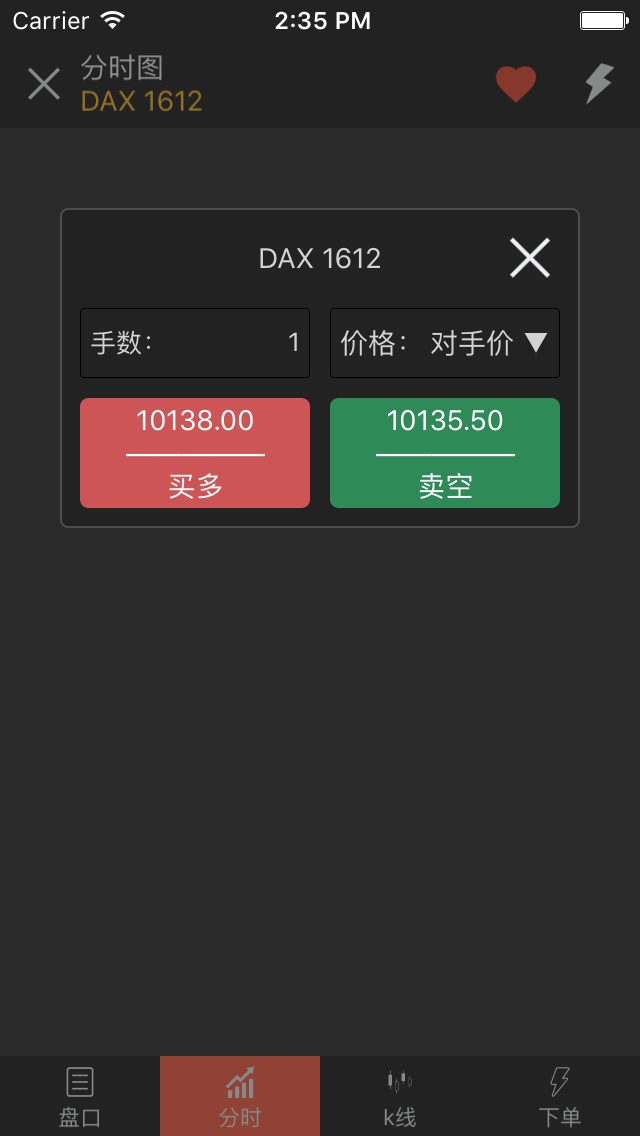 Carrier 2:35 PM
分时图
DAX 1612
DAX 1612
手数： 1 价格： 对手价
10138.00 10135.50
买多 卖空
盘口 分时 k线 下单